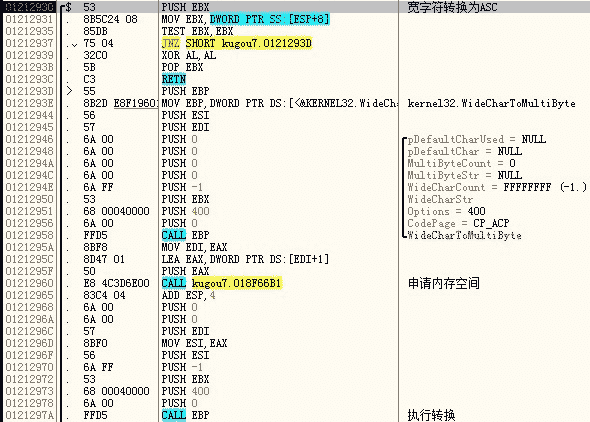 01212930 $ 53 PUSH EBX 宽字符转换为ASC
01212931 . 8B5C24 08 MOV EBX,DWORD PTR SS:[ESP+8]
01212935 . 85DB TEST EBX,EBX
01212937 . 75 04 JNZ SHORT kugou7.0121293D
01212939 . 32C0 XOR AL,AL
0121293B . 5B POP EBX
0121293C . C3 RETN
0121293D > 55 PUSH EBP
0121293E . 8B2D E8F1960 MOV EBP,DWORD PTR DS:[<&KERNEL32.WideCha kernel32.WideCharToMultiByte
01212944 . 56 PUSH ESI
01212945 . 57 PUSH EDI
01212946 . 6A 00 PUSH 0 pDefaultCharUsed = NULL
01212948 . 6A 00 PUSH 0 pDefaultChar = NULL
0121294A . 6A 00 PUSH 0 MultiByteCount = 0
0121294C . 6A 00 PUSH 0 MultiByteStr = NULL
0121294E . 6A FF PUSH -1 WideCharCount = FFFFFFFF (-1.)
01212950 . 53 PUSH EBX WideCharStr
01212951 . 68 00040000 PUSH 400 Options = 400
01212956 . 6A 00 PUSH 0 CodePage = CP_ACP
01212958 . FFD5 CALL EBP WideCharToMultiByte
0121295A . 8BF8 MOV EDI,EAX
0121295C . 8D47 01 LEA EAX,DWORD PTR DS:[EDI+1]
0121295F . 50 PUSH EAX
01212960 . E8 4C3D6E00 CALL kugou7.018F66B1 申请内存空间
01212965 . 83C4 04 ADD ESP,4
01212968 . 6A 00 PUSH 0
0121296A . 6A 00 PUSH 0
0121296C . 57 PUSH EDI
0121296D . 8BF0 MOV ESI,EAX
0121296F . 56 PUSH ESI
01212970 . 6A FF PUSH -1
01212972 . 53 PUSH EBX
01212973 . 68 00040000 PUSH 400
01212978 . 6A 00 PUSH 0
0121297A . FFD5 CALL EBP 执行转换